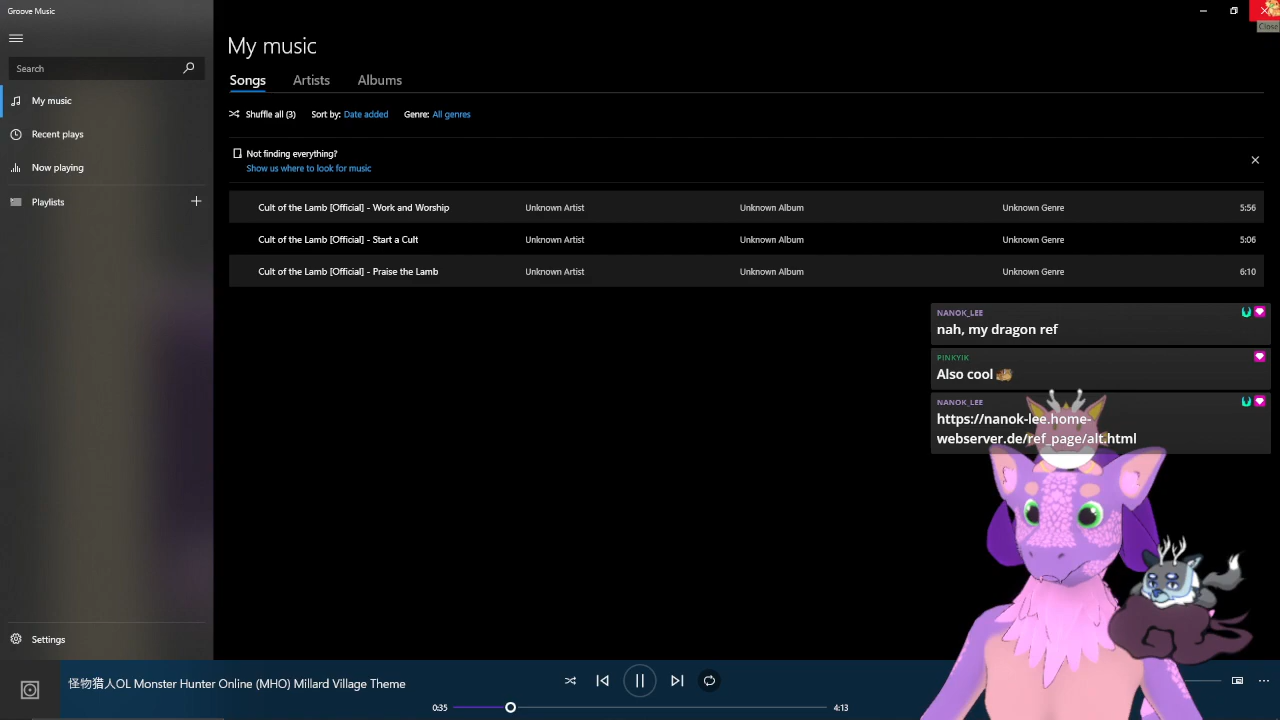 Groove Music
Close
Search
My music
Recent plays
Now playing
Playlists
Settings
My music
Songs Artists Albums
Shuffle all (3) Sort by: Date added Genre: All genres
Not finding everything?
Show us where to look for music
Cult of the Lamb [Official] - Work and Worship Unknown Artist Unknown Album Unknown Genre 5:56
Cult of the Lamb [Official] - Start a Cult Unknown Artist Unknown Album Unknown Genre 5:06
Cult of the Lamb [Official] - Praise the Lamb Unknown Artist Unknown Album Unknown Genre 6:10
NANOK_LEE
nah, my dragon ref
PINKYIK
Also cool
NANOK_LEE
https://nanok-lee.home-
webserver.de/ref_page/alt.html
怪物猎人OL Monster Hunter Online (MHO) Millard Village Theme
0:35 4:13